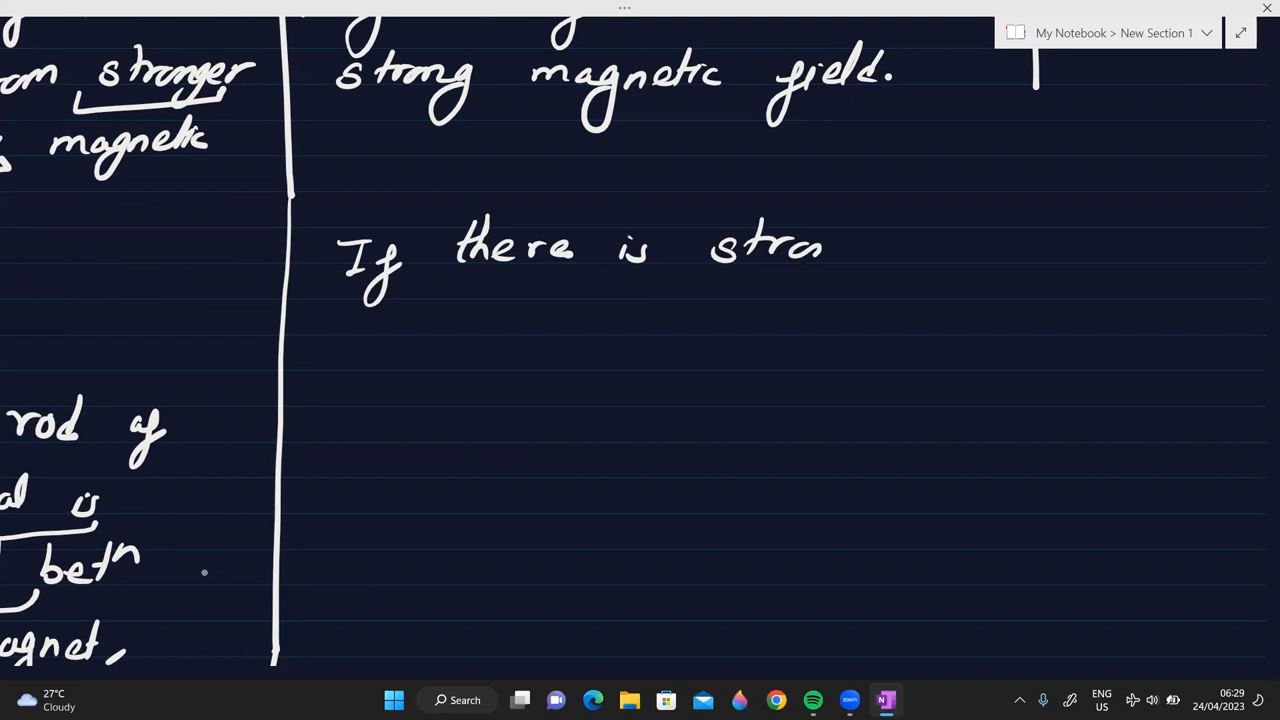 My Notebook > New Section 1
stronger
magnetic
rod of
is
betⁿ
strong magnetic field.
If there is stro
27°C
Cloudy
Search
zoom
ENG
US
06:29
24/04/2023